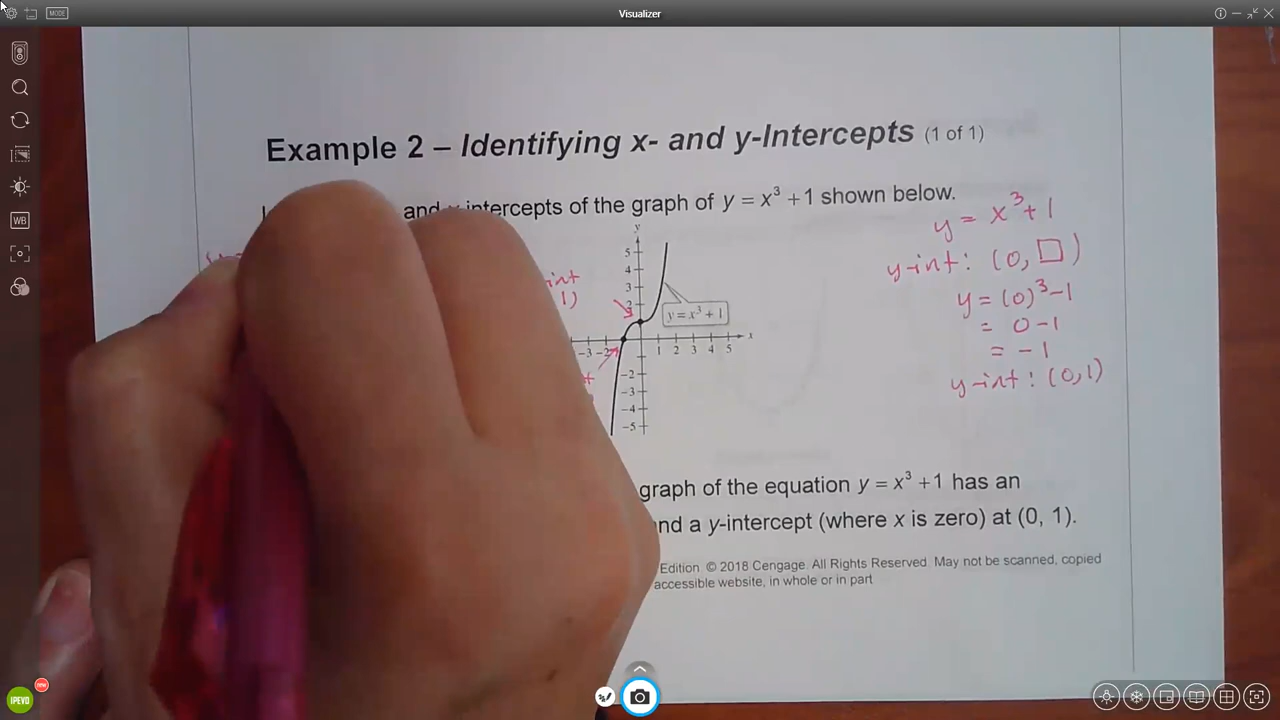 MODE
Visualizer
Example 2 – Identifying x- and y-Intercepts (1 of 1)
and intercepts of the graph of y = x³ + 1 shown below.
y = x³ + 1
y-int: (0, □)
y = (0)³ - 1
= 0 - 1
= -1
y-int: (0, 1)
int
1)
y
5
4
3
2
y = x³ + 1
x
-3 -2 1 2 3 4 5
-2
-3
-4
-5
graph of the equation y = x³ + 1 has an
and a y-intercept (where x is zero) at (0, 1).
Edition. © 2018 Cengage. All Rights Reserved. May not be scanned, copied
accessible website, in whole or in part
IPEVO
WB